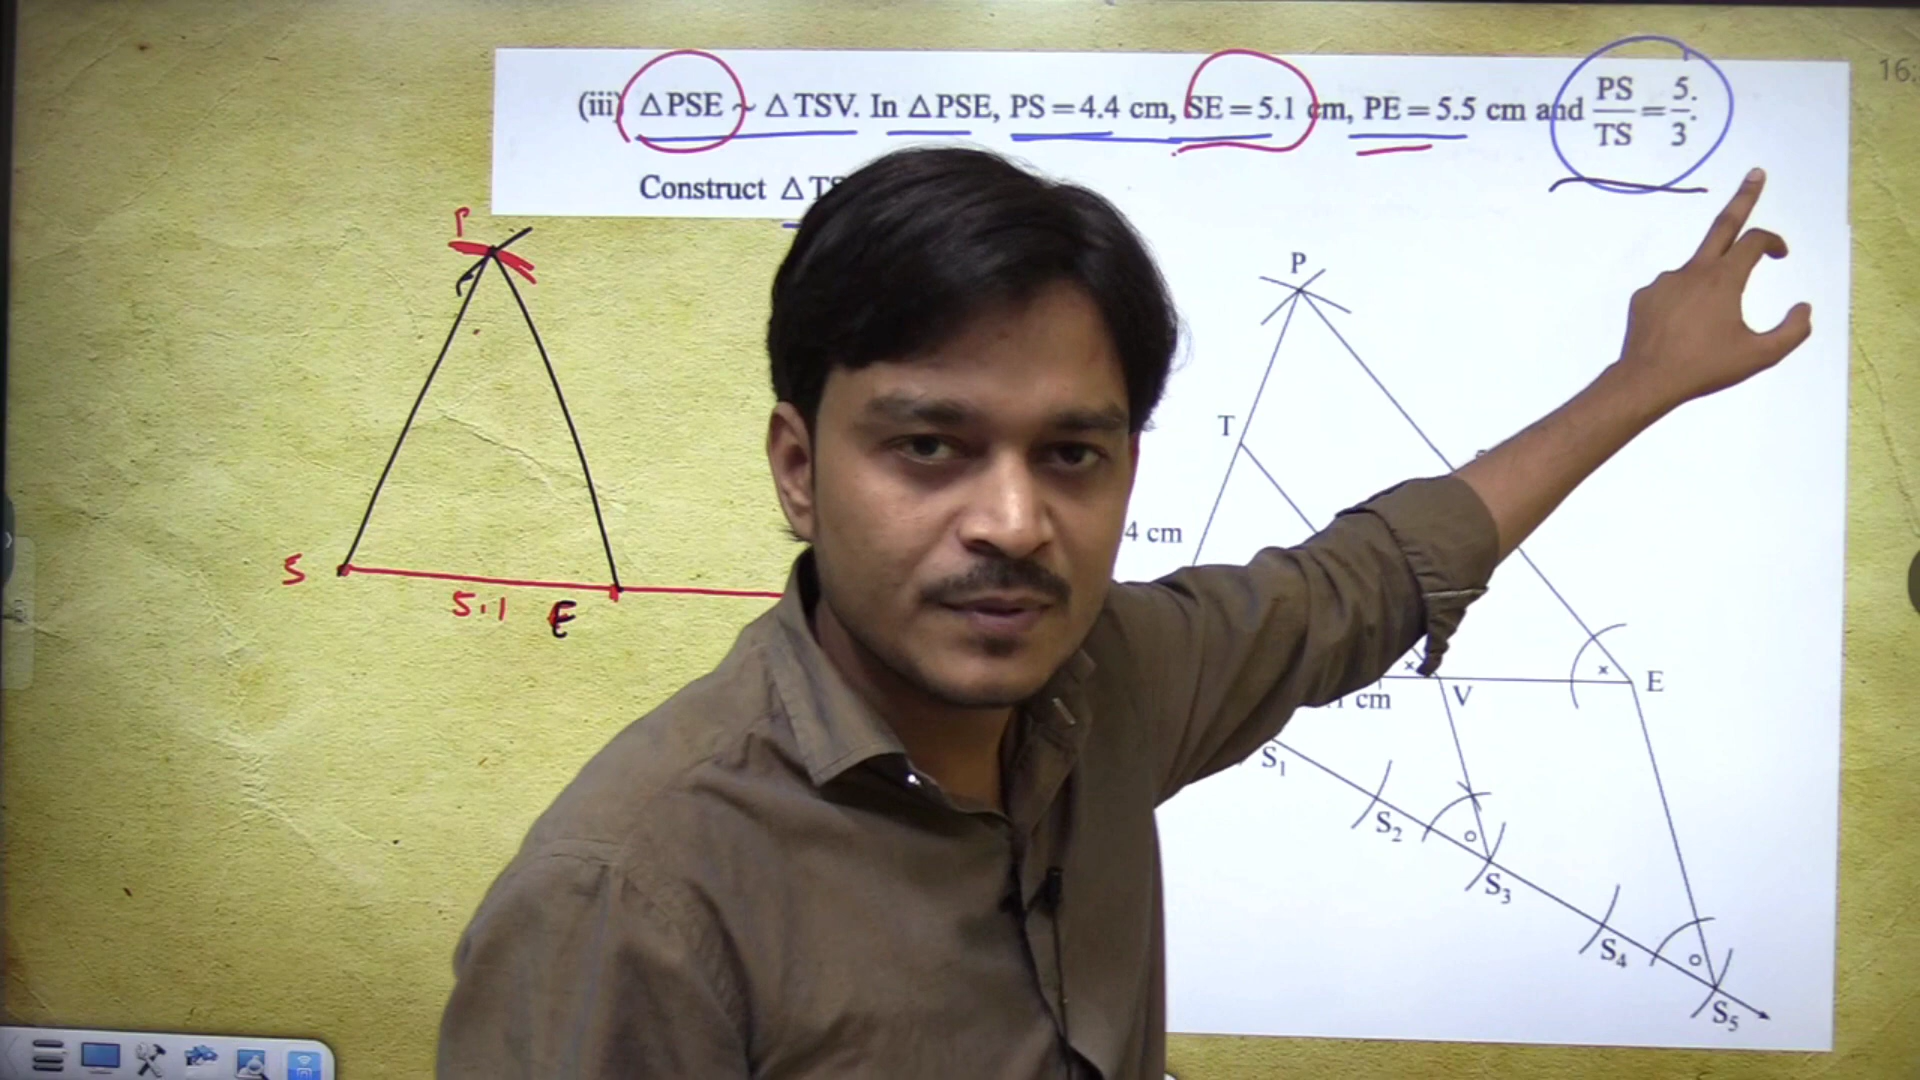 (iii) △PSE ~ △TSV. In △PSE, PS = 4.4 cm, SE = 5.1 cm, PE = 5.5 cm and PS/TS = 5/3.
Construct △TS
16:
P
P
T
4 cm
S
5.1 E
cm V
E
S₁
S₂
S₃
S₄
S₅